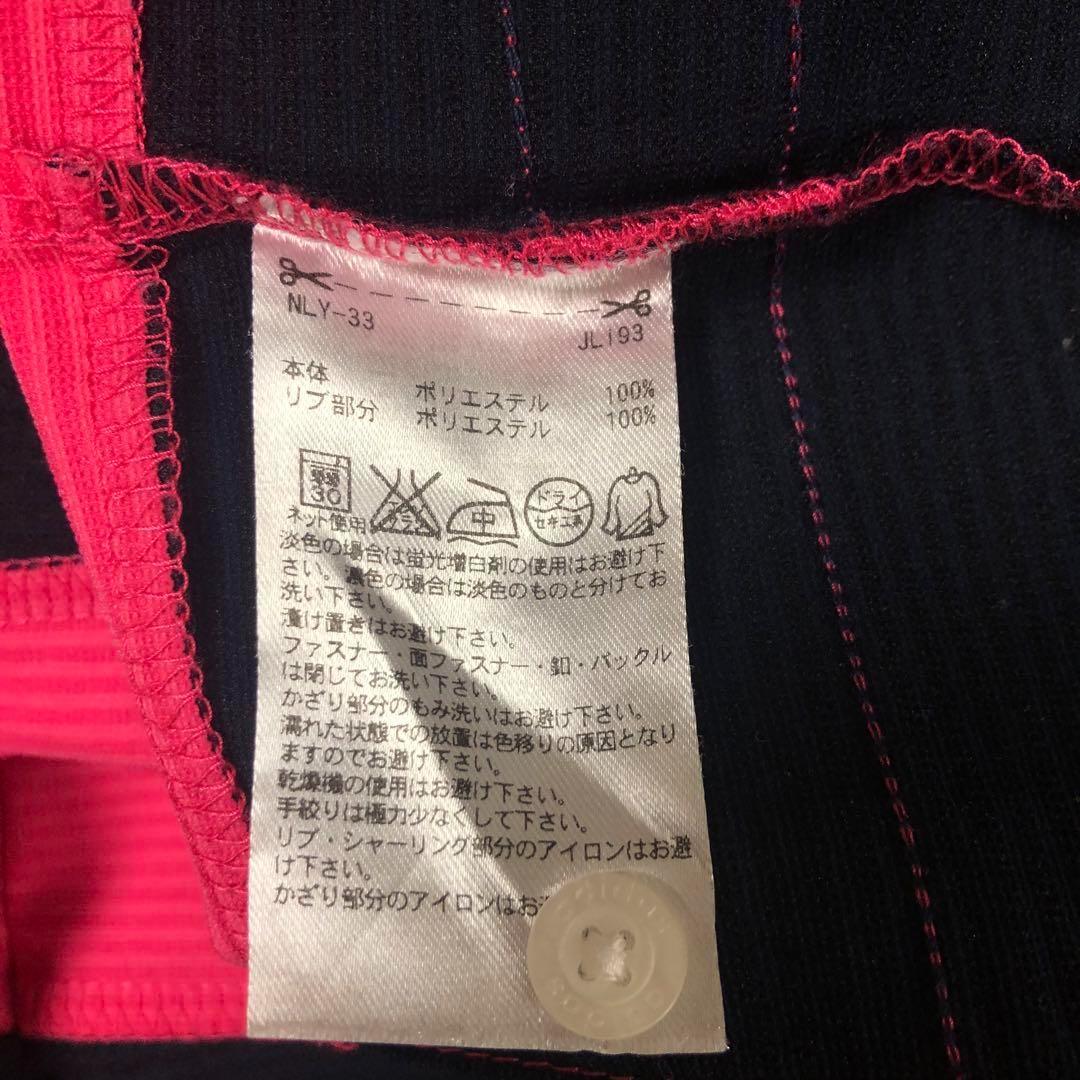 NLY-33
JLi93
本体 ポリエステル 100%
リブ部分 ポリエステル 100%
30 中 ドライ セキユ系
ネット使用
淡色の場合は蛍光増白剤の使用はお避け下
さい。濃色の場合は淡色のものと分けてお
洗い下さい。
漬け置きはお避け下さい。
ファスナー・面ファスナー・釦・バックル
は閉じてお洗い下さい。
かざり部分のもみ洗いはお避け下さい。
濡れた状態での放置は色移りの原因となり
ますのでお避け下さい。
乾燥機の使用はお避け下さい。
手絞りは極力少なくして下さい。
リブ・シャーリング部分のアイロンはお避
け下さい。
かざり部分のアイロンはお